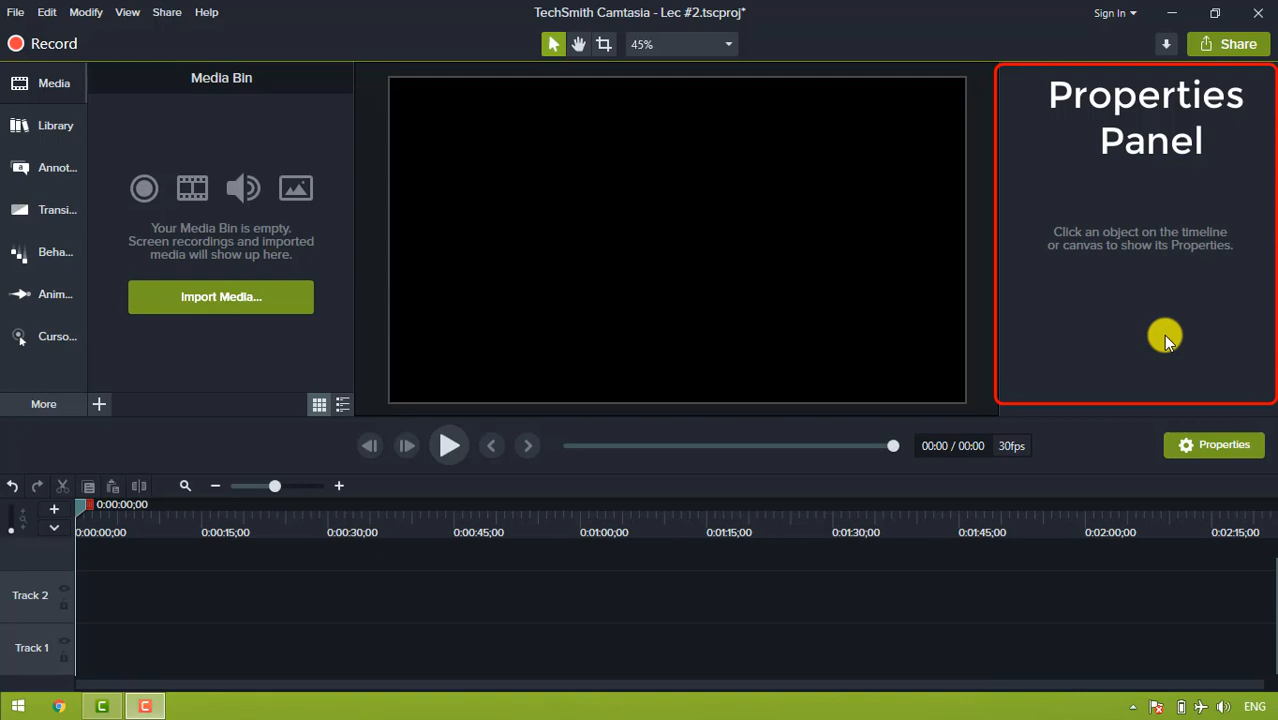 File Edit Modify View Share Help TechSmith Camtasia - Lec #2.tscproj* Sign In
Record 45% Share
Media
Library
Annot...
Transi...
Beha...
Anim...
Curso...
More
Media Bin
Your Media Bin is empty.
Screen recordings and imported
media will show up here.
Import Media...
Properties
Panel
Click an object on the timeline
or canvas to show its Properties.
00:00 / 00:00 30fps Properties
0:00:00;00
0:00:00;00 0:00:15;00 0:00:30;00 0:00:45;00 0:01:00;00 0:01:15;00 0:01:30;00 0:01:45;00 0:02:00;00 0:02:15;00
Track 2
Track 1
ENG